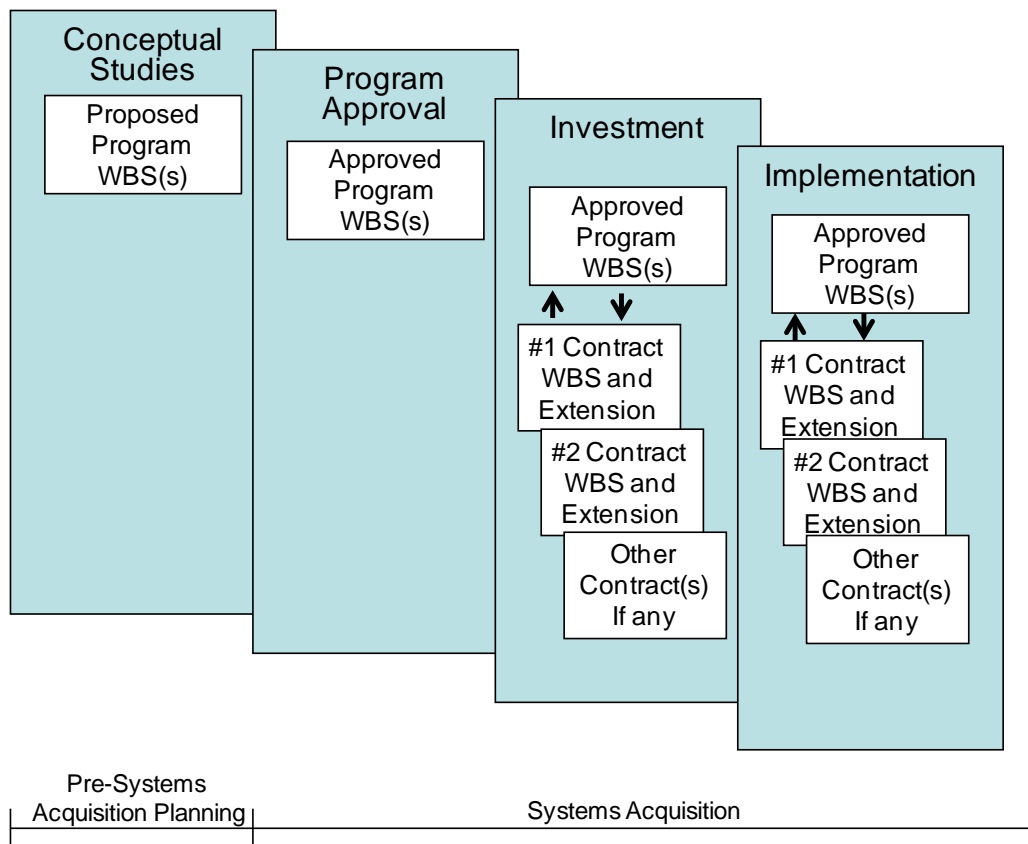 Conceptual
Studies
Proposed
Program
WBS(s)
Program
Approval
Approved
Program
WBS(s)
Investment
Approved
Program
WBS(s)
#1 Contract
WBS and
Extension
#2 Contract
WBS and
Extension
Other
Contract(s)
If any
Implementation
Approved
Program
WBS(s)
#1 Contract
WBS and
Extension
#2 Contract
WBS and
Extension
Other
Contract(s)
If any
Pre-Systems
Acquisition Planning
Systems Acquisition